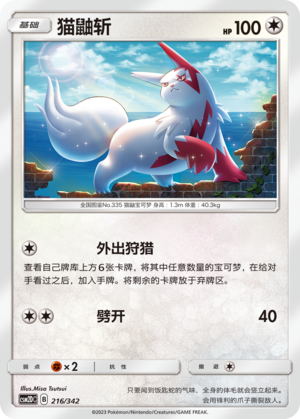 基础 猫鼬斩 HP 100
全国图鉴No.335 猫鼬宝可梦 身高：1.3m 体重：40.3kg
外出狩猎
查看自己牌库上方6张卡牌，将其中任意数量的宝可梦，在给对
手看过之后，加入手牌。将剩余的卡牌放于弃牌区。
劈开 40
弱点 ×2 抗性 撤退
Illus.Misa Tsutsui
B 216/342
只要闻到饭匙蛇的气味，全身的体毛就会竖立起来。
会用锋利的爪子撕裂敌人。
©2023 Pokémon/Nintendo/Creatures/GAME FREAK.